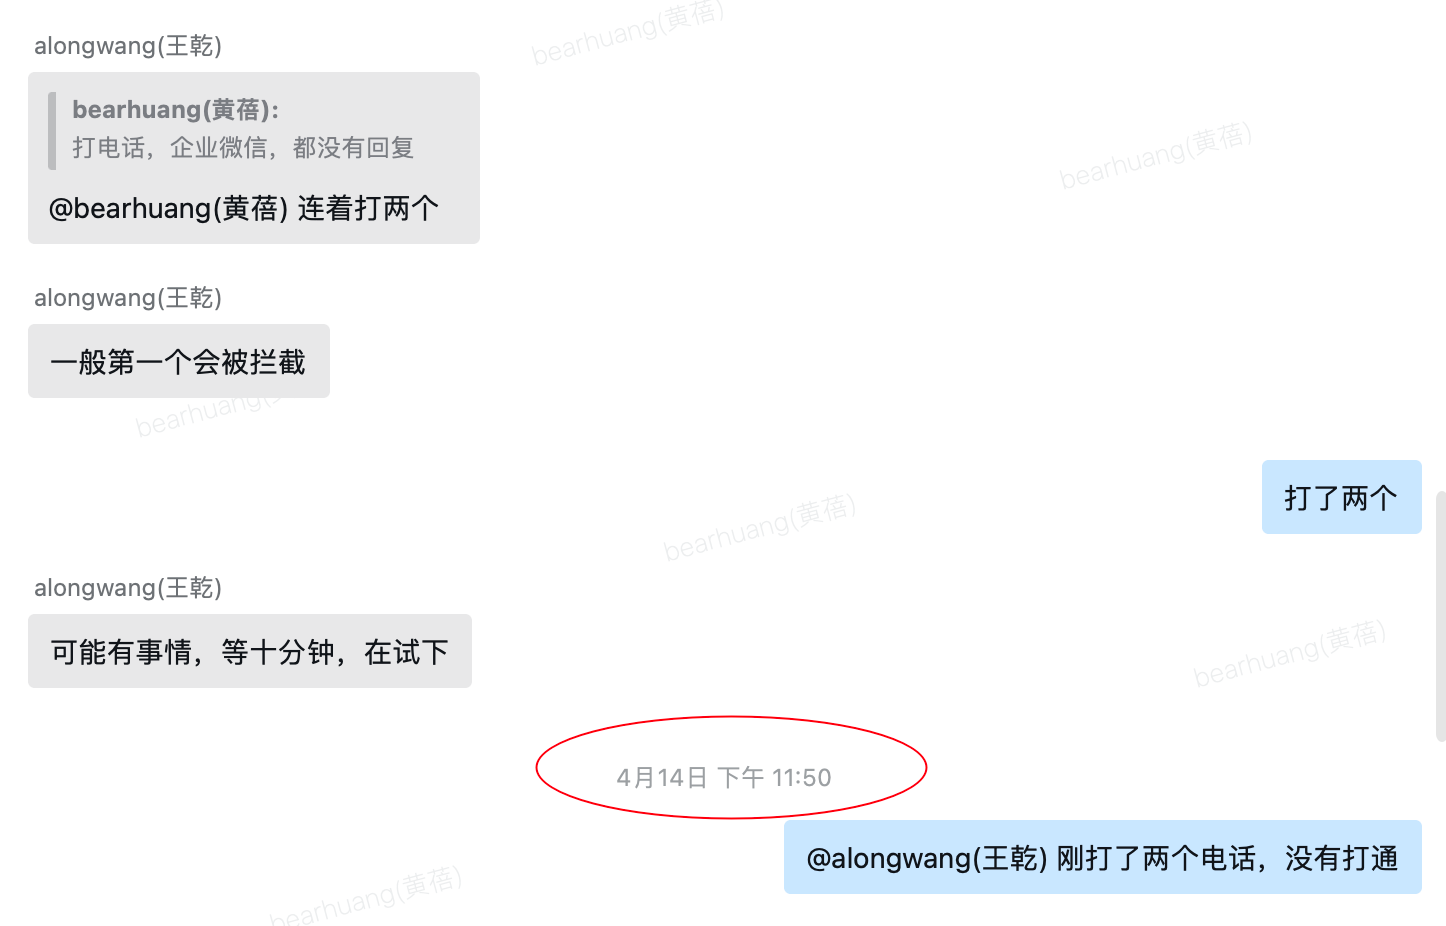 bearhuang(黄蓓)
alongwang(王乾)
bearhuang(黄蓓):
打电话，企业微信，都没有回复
@bearhuang(黄蓓) 连着打两个
bearhuang(黄蓓)
alongwang(王乾)
一般第一个会被拦截
bearhuang(
打了两个
bearhuang(黄蓓)
alongwang(王乾)
可能有事情，等十分钟，在试下
bearhuang(黄蓓)
4月14日 下午 11:50
@alongwang(王乾) 刚打了两个电话，没有打通
bearhuang(黄蓓)